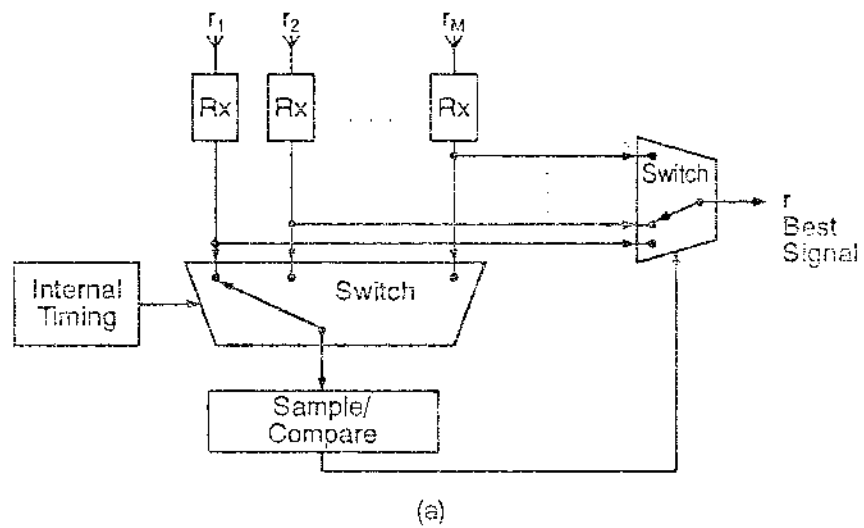 r1 r2 rM
Rx Rx . . . Rx
Switch
r
Best
Signal
Internal
Timing
Switch
Sample/
Compare
(a)